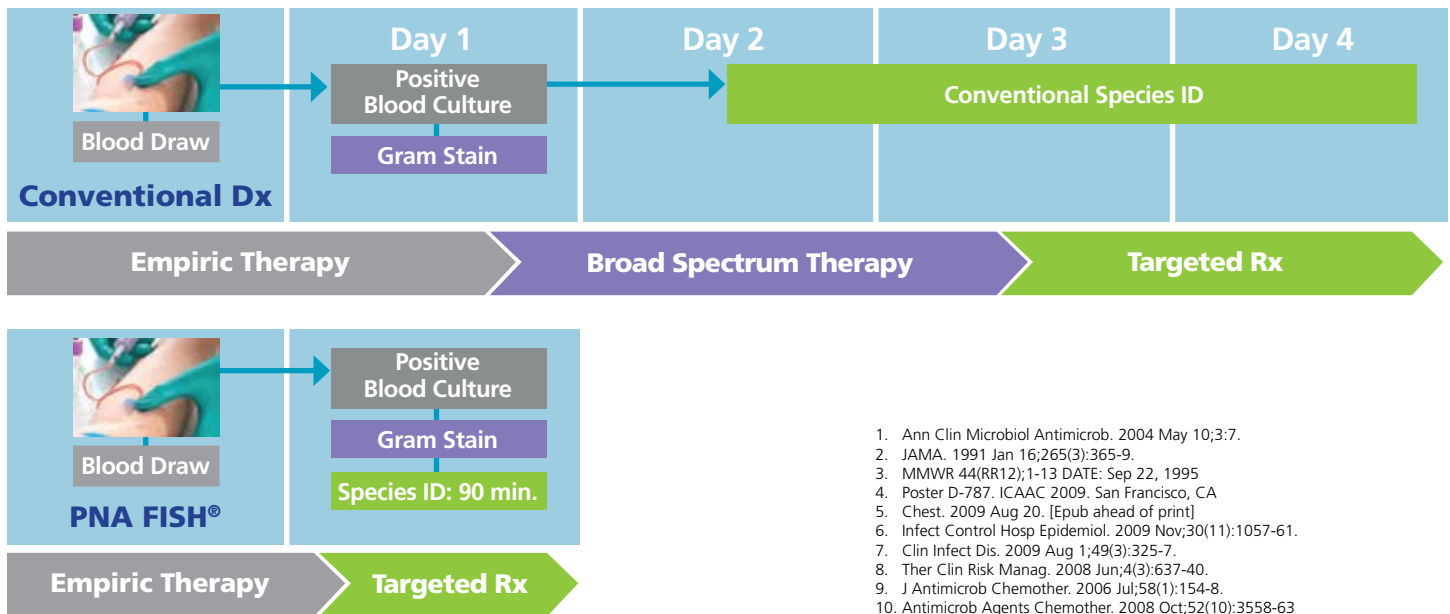 Day 1
Day 2
Day 3
Day 4
Positive
Blood Culture
Conventional Species ID
Blood Draw
Gram Stain
Conventional Dx
Empiric Therapy
Broad Spectrum Therapy
Targeted Rx
Positive
Blood Culture
Gram Stain
Blood Draw
Species ID: 90 min.
PNA FISH®
Empiric Therapy
Targeted Rx
1. Ann Clin Microbiol Antimicrob. 2004 May 10;3:7.
2. JAMA. 1991 Jan 16;265(3):365-9.
3. MMWR 44(RR12);1-13 DATE: Sep 22, 1995
4. Poster D-787. ICAAC 2009. San Francisco, CA
5. Chest. 2009 Aug 20. [Epub ahead of print]
6. Infect Control Hosp Epidemiol. 2009 Nov;30(11):1057-61.
7. Clin Infect Dis. 2009 Aug 1;49(3):325-7.
8. Ther Clin Risk Manag. 2008 Jun;4(3):637-40.
9. J Antimicrob Chemother. 2006 Jul;58(1):154-8.
10. Antimicrob Agents Chemother. 2008 Oct;52(10):3558-63